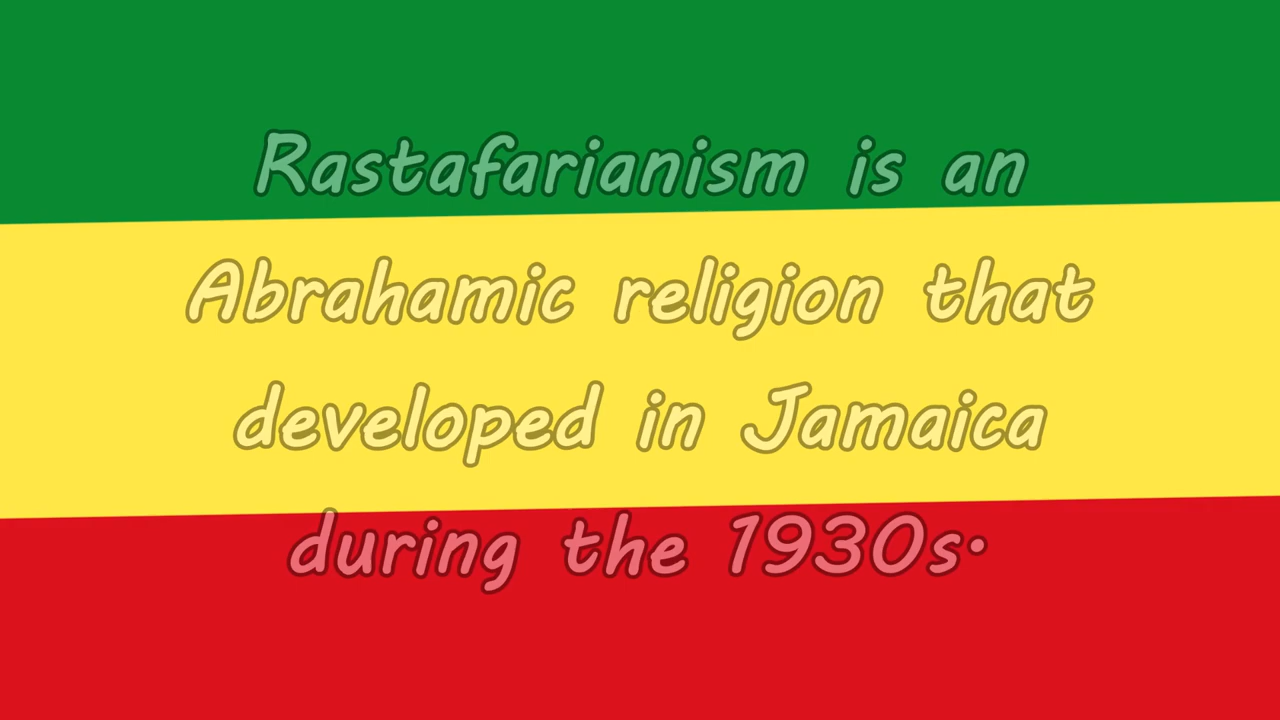 Rastafarianism is an
Abrahamic religion that
developed in Jamaica
during the 1930s.